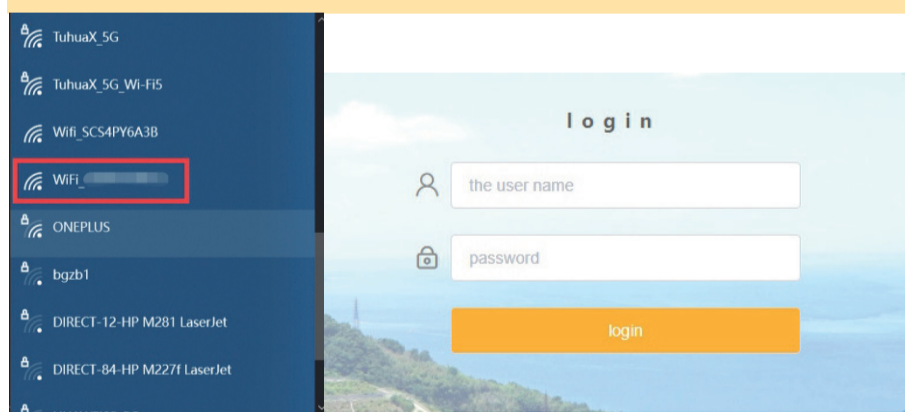 TuhuaX_5G
TuhuaX_5G_Wi-Fi5
Wifi_SCS4PY6A3B
WiFi_
ONEPLUS
bgzb1
DIRECT-12-HP M281 LaserJet
DIRECT-84-HP M227f LaserJet
login
the user name
password
login